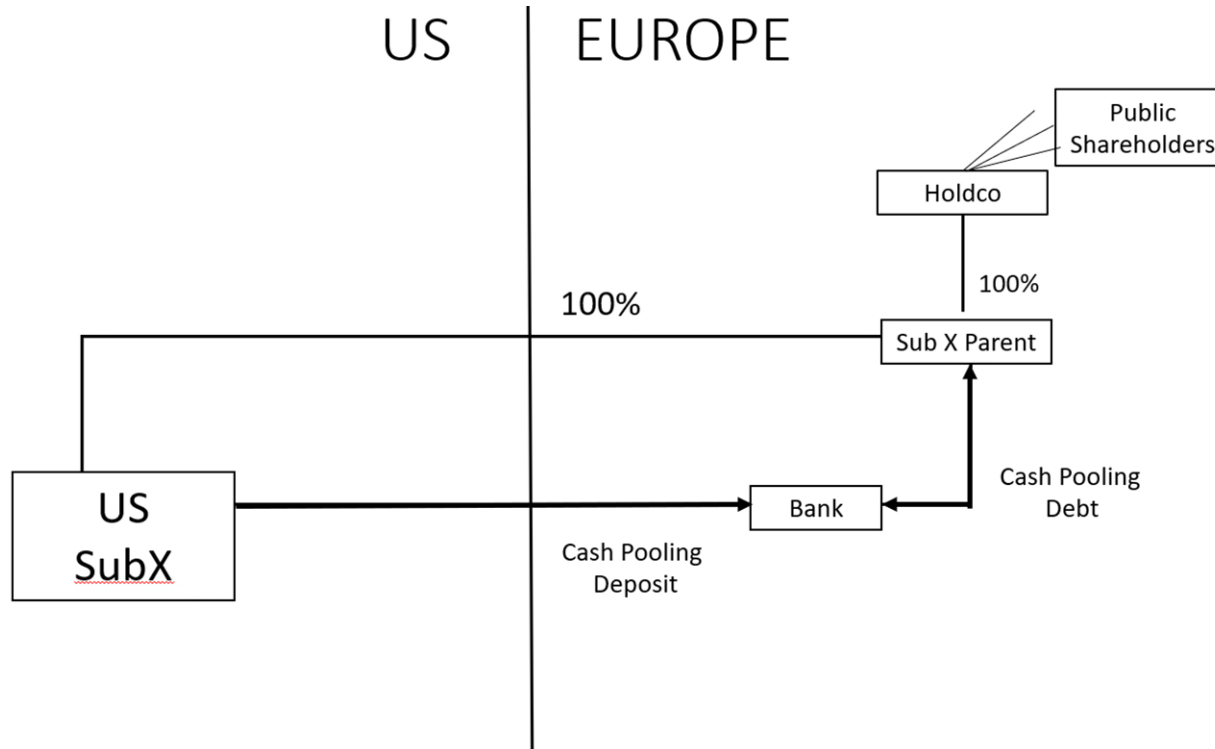 US
EUROPE
Public
Shareholders
Holdco
100%
100%
Sub X Parent
US
SubX
Bank
Cash Pooling
Debt
Cash Pooling
Deposit